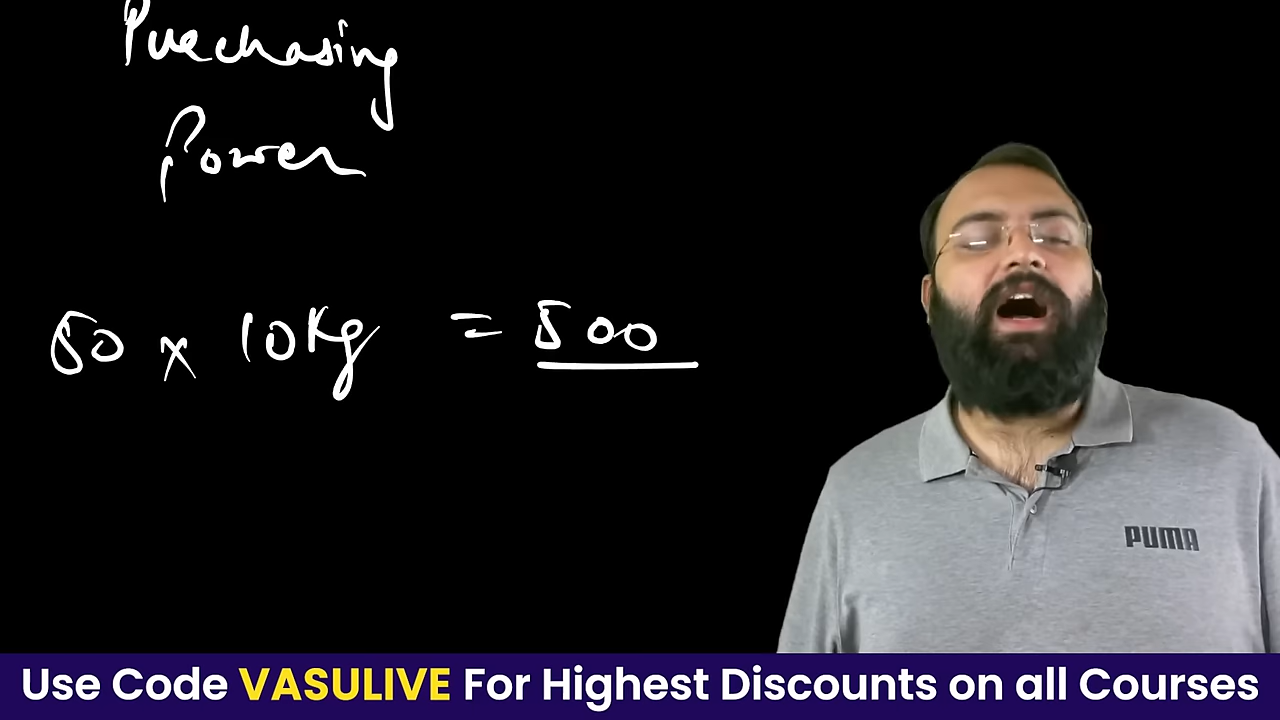 Purchasing
Power
50 x 10Kg = 500
PUMA
Use Code VASULIVE For Highest Discounts on all Courses